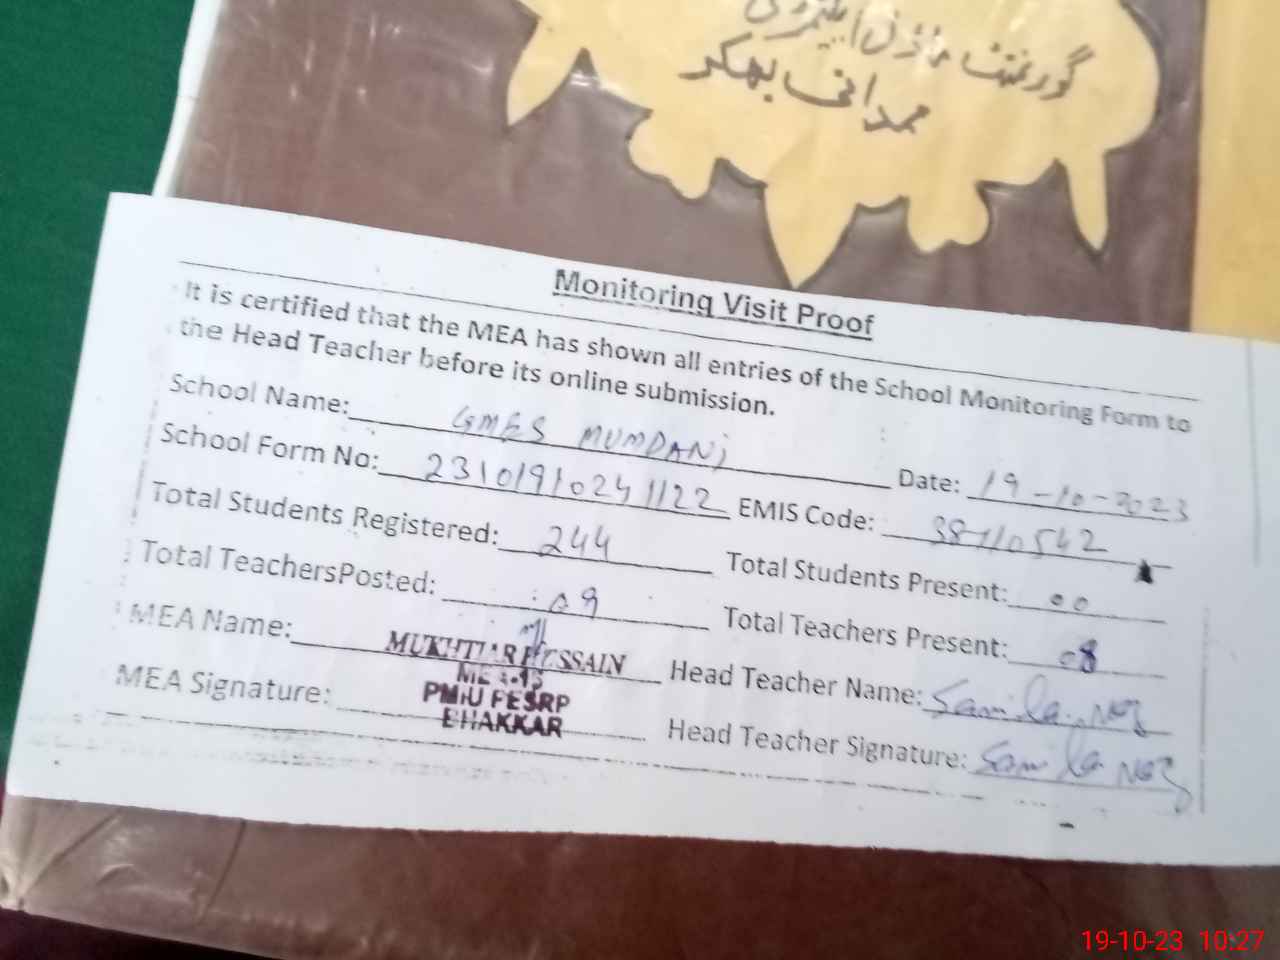 گورنمنٹ ماڈل ایلیمنٹری
ممدانی بھکر
Monitoring Visit Proof
It is certified that the MEA has shown all entries of the School Monitoring Form to
the Head Teacher before its online submission.
School Name: GMES MUMDANI Date: 19-10-2023
School Form No: 2310191024 1122 EMIS Code: 38110542
Total Students Registered: 244 Total Students Present: 00
Total TeachersPosted: 09 Total Teachers Present: 08
MEA Name: MUKHTIAR HUSSAIN Head Teacher Name: Samila Naz
MEA Signature: PMIU PESRP Head Teacher Signature: Samila Naz
BHAKKAR
19-10-23 10:27